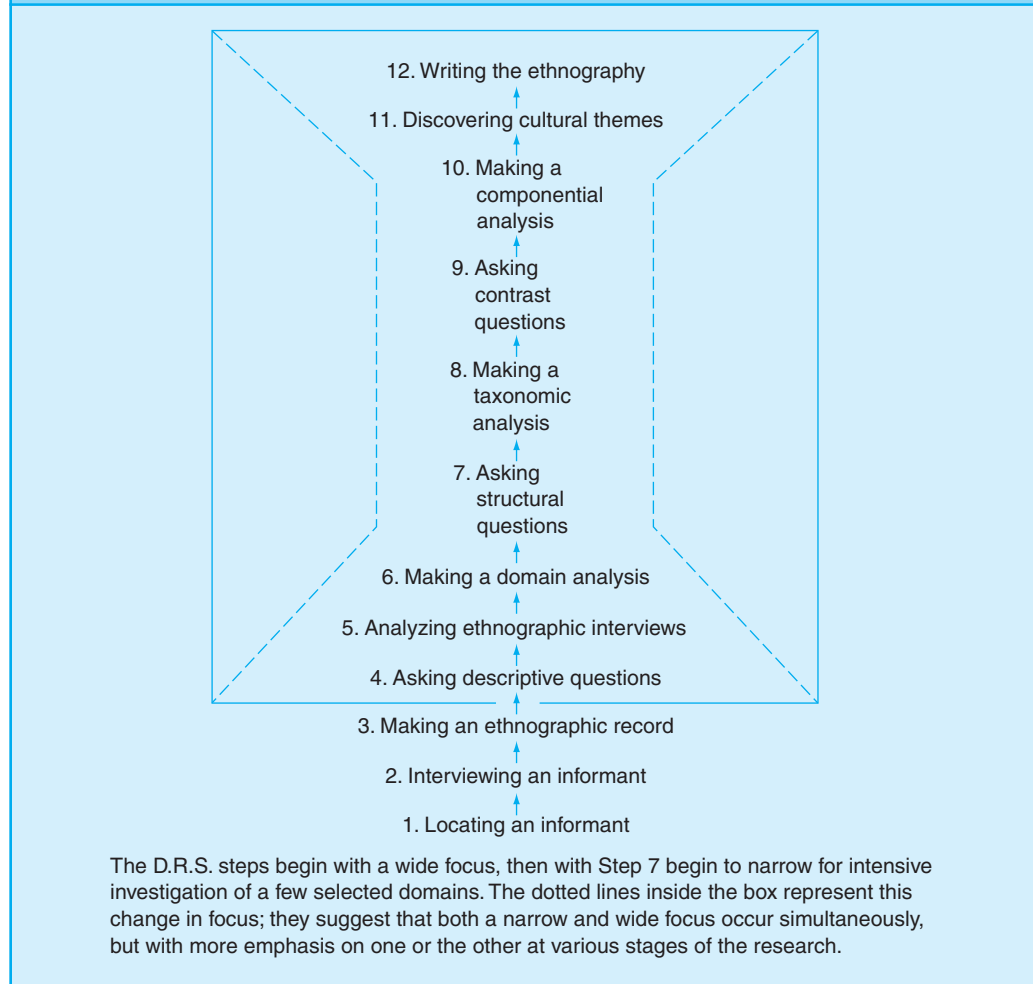 12. Writing the ethnography
11. Discovering cultural themes
10. Making a
componential
analysis
9. Asking
contrast
questions
8. Making a
taxonomic
analysis
7. Asking
structural
questions
6. Making a domain analysis
5. Analyzing ethnographic interviews
4. Asking descriptive questions
3. Making an ethnographic record
2. Interviewing an informant
1. Locating an informant
The D.R.S. steps begin with a wide focus, then with Step 7 begin to narrow for intensive
investigation of a few selected domains. The dotted lines inside the box represent this
change in focus; they suggest that both a narrow and wide focus occur simultaneously,
but with more emphasis on one or the other at various stages of the research.